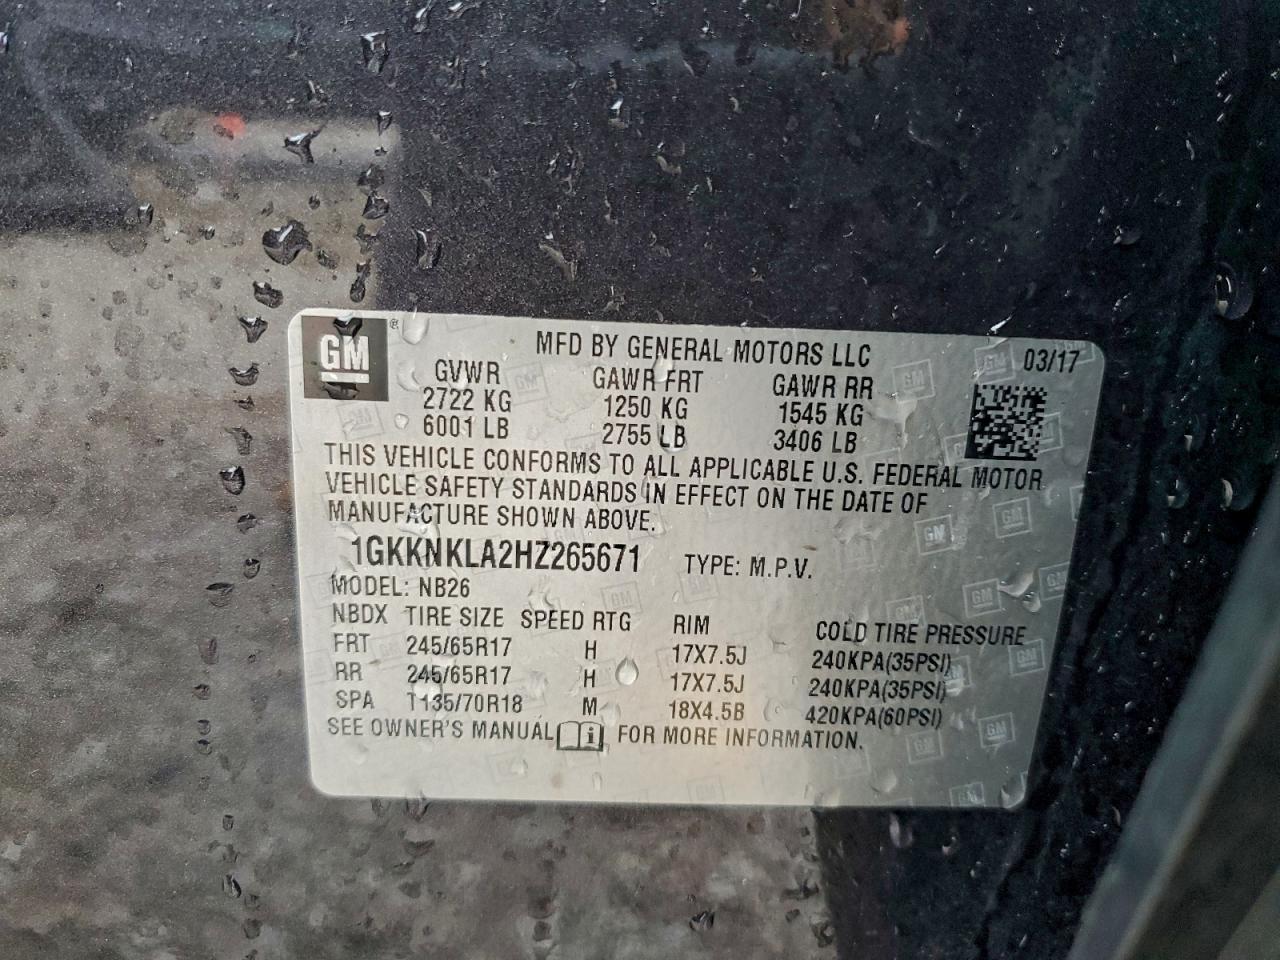 GM ®
MFD BY GENERAL MOTORS LLC 03/17
GVWR GAWR FRT GAWR RR
2722 KG 1250 KG 1545 KG
6001 LB 2755 LB 3406 LB
THIS VEHICLE CONFORMS TO ALL APPLICABLE U.S. FEDERAL MOTOR
VEHICLE SAFETY STANDARDS IN EFFECT ON THE DATE OF
MANUFACTURE SHOWN ABOVE.
1GKKNKLA2HZ265671 TYPE: M.P.V.
MODEL: NB26
NBDX TIRE SIZE SPEED RTG RIM COLD TIRE PRESSURE
FRT 245/65R17 H 17X7.5J 240KPA(35PSI)
RR 245/65R17 H 17X7.5J 240KPA(35PSI)
SPA T135/70R18 M 18X4.5B 420KPA(60PSI)
SEE OWNER'S MANUAL i FOR MORE INFORMATION.